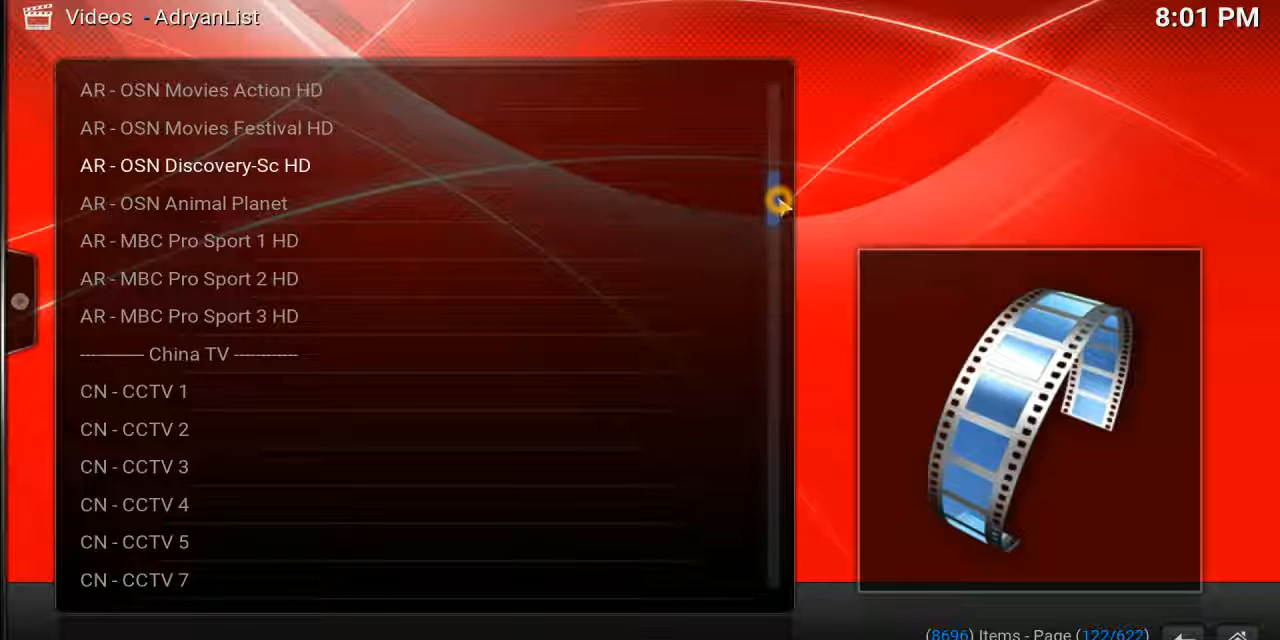 Videos - AdryanList
8:01 PM
AR - OSN Movies Action HD
AR - OSN Movies Festival HD
AR - OSN Discovery-Sc HD
AR - OSN Animal Planet
AR - MBC Pro Sport 1 HD
AR - MBC Pro Sport 2 HD
AR - MBC Pro Sport 3 HD
------------ China TV ------------
CN - CCTV 1
CN - CCTV 2
CN - CCTV 3
CN - CCTV 4
CN - CCTV 5
CN - CCTV 7
(8696) Items - Page (122/622)